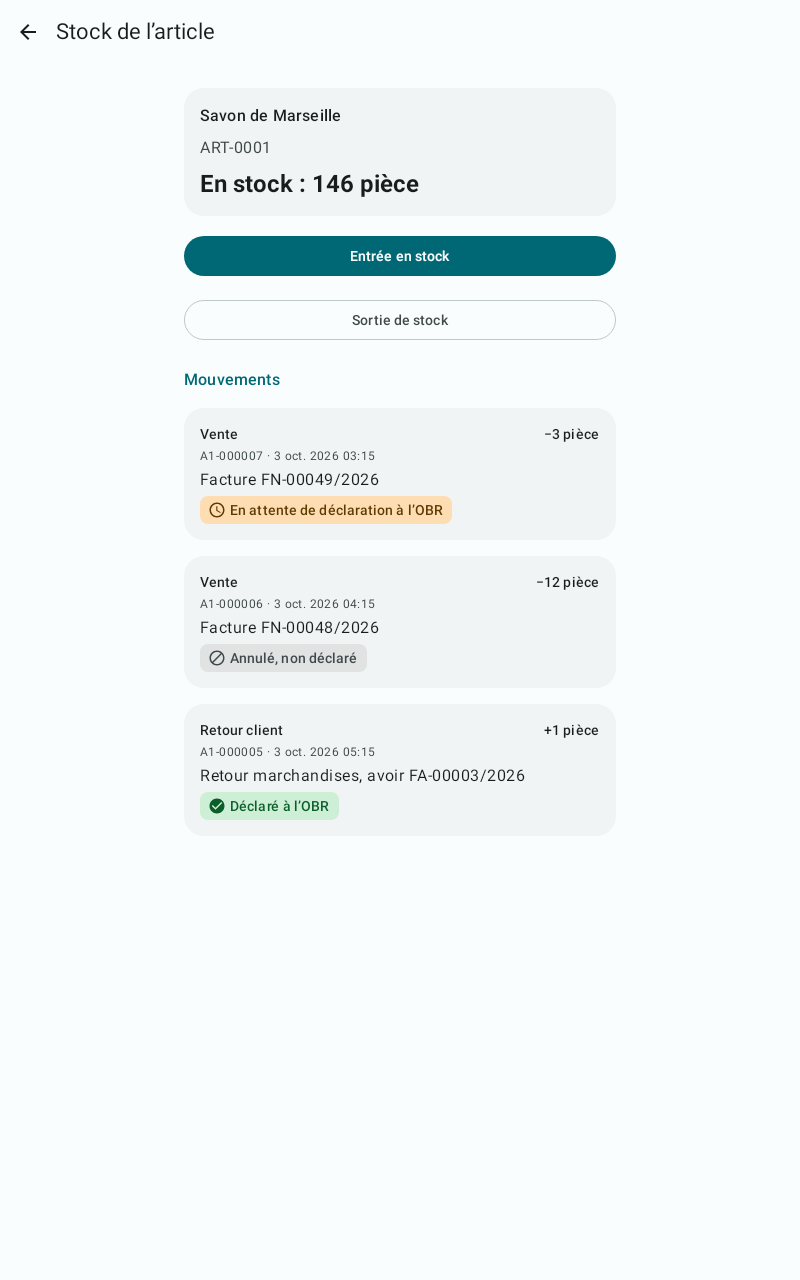 Stock de l’article
Savon de Marseille
ART-0001
En stock : 146 pièce
Entrée en stock
Sortie de stock
Mouvements
Vente −3 pièce
A1-000007 · 3 oct. 2026 03:15
Facture FN-00049/2026
En attente de déclaration à l’OBR
Vente −12 pièce
A1-000006 · 3 oct. 2026 04:15
Facture FN-00048/2026
Annulé, non déclaré
Retour client +1 pièce
A1-000005 · 3 oct. 2026 05:15
Retour marchandises, avoir FA-00003/2026
Déclaré à l’OBR